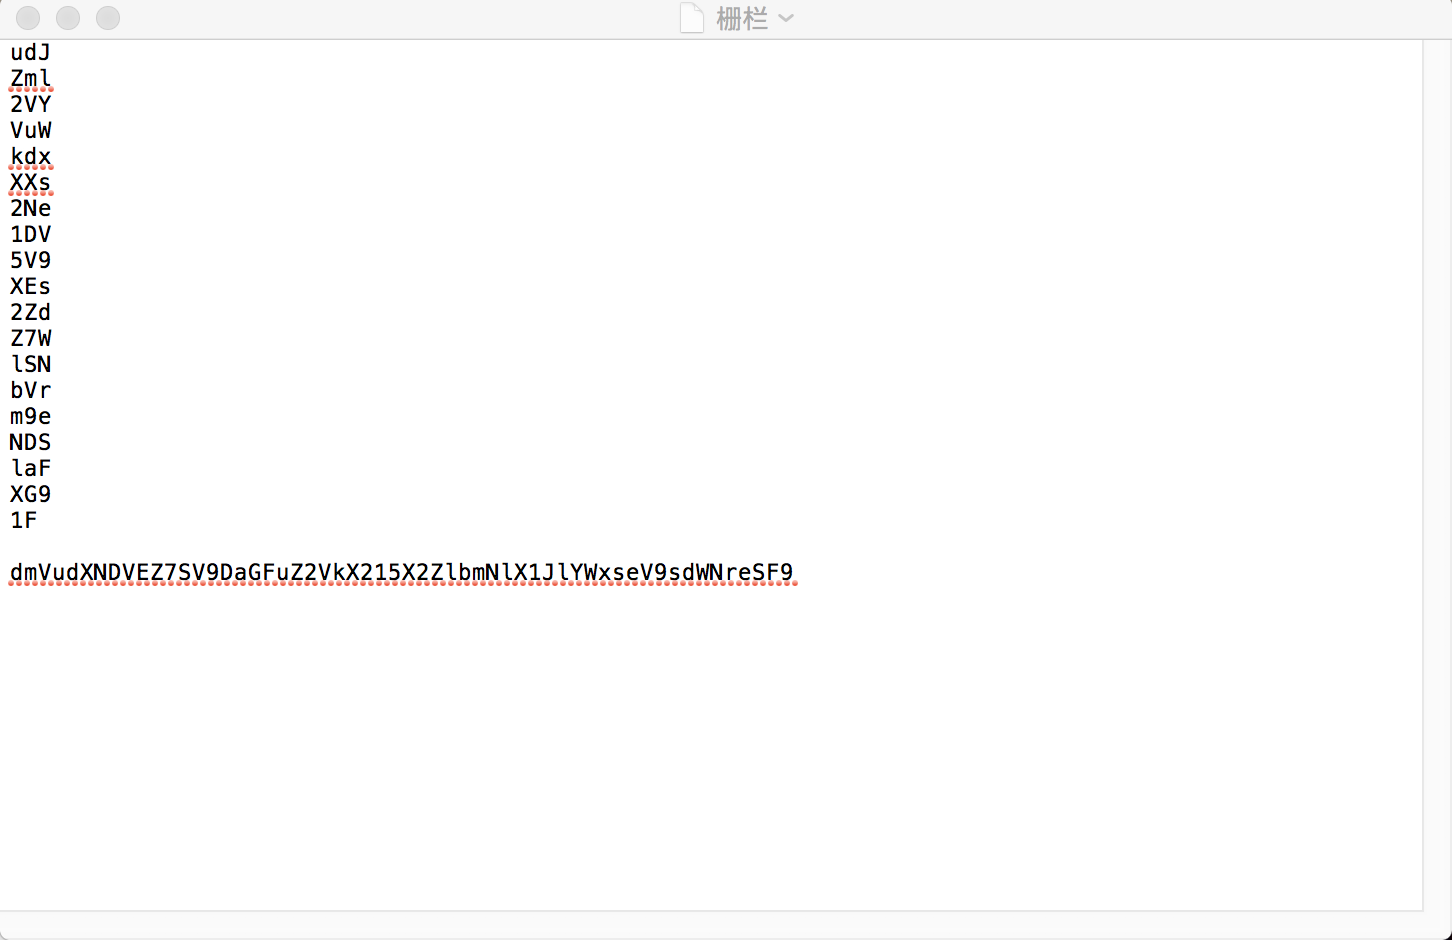 栅栏
udJ
Zml
2VY
VuW
kdx
XXs
2Ne
1DV
5V9
XEs
2Zd
Z7W
lSN
bVr
m9e
NDS
laF
XG9
1F
dmVudXNDVEZ7SV9DaGFuZ2VkX215X2ZlbmNlX1JlYWxseV9sdWNreSF9